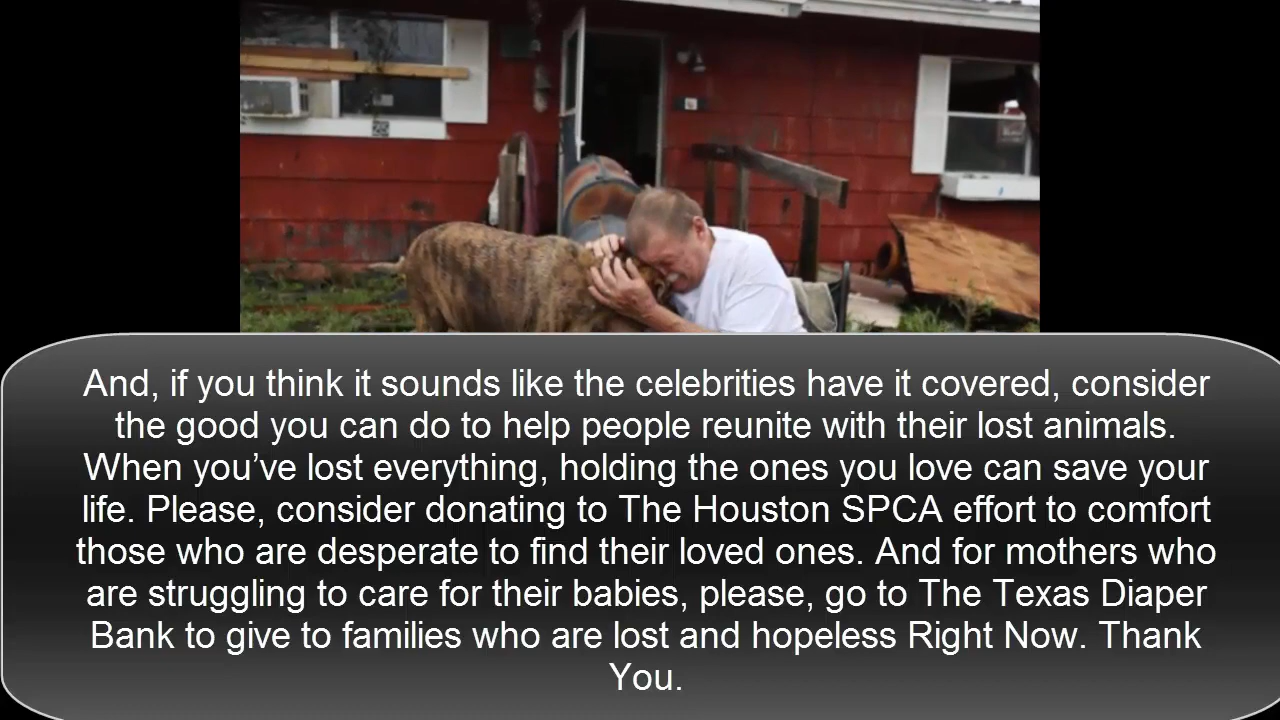 And, if you think it sounds like the celebrities have it covered, consider
the good you can do to help people reunite with their lost animals.
When you’ve lost everything, holding the ones you love can save your
life. Please, consider donating to The Houston SPCA effort to comfort
those who are desperate to find their loved ones. And for mothers who
are struggling to care for their babies, please, go to The Texas Diaper
Bank to give to families who are lost and hopeless Right Now. Thank
You.